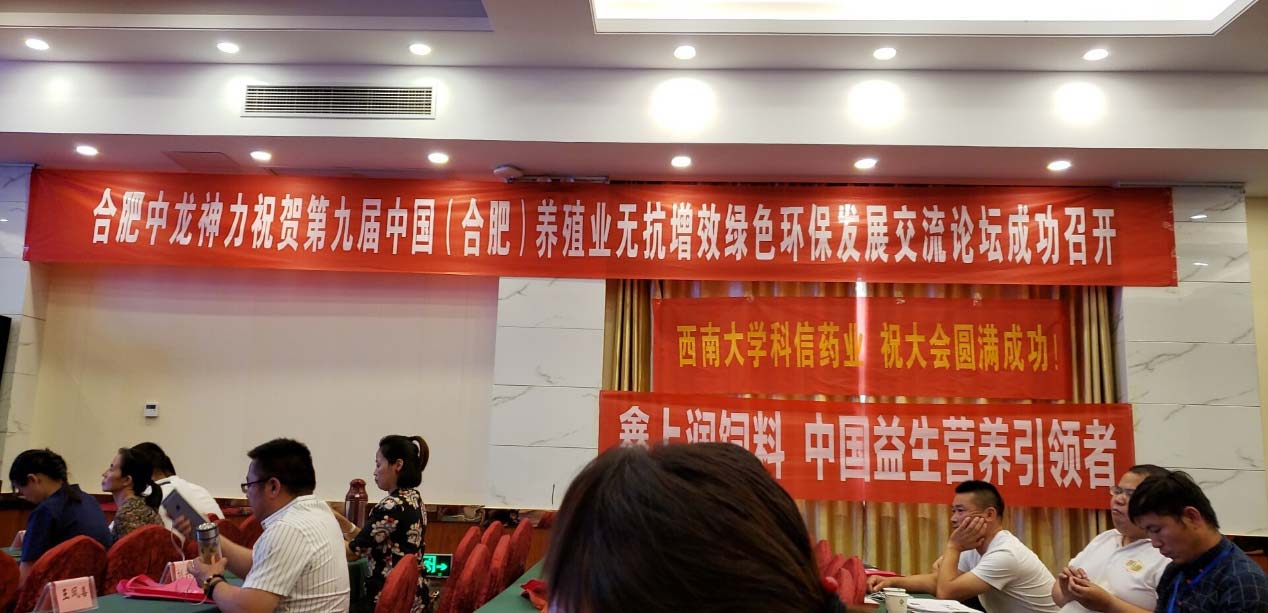 合肥中龙神力祝贺第九届中国（合肥）养殖业无抗增效绿色环保发展交流论坛成功召开
西南大学科信药业 祝大会圆满成功！
鑫上润饲料 中国益生营养引领者
王凤喜